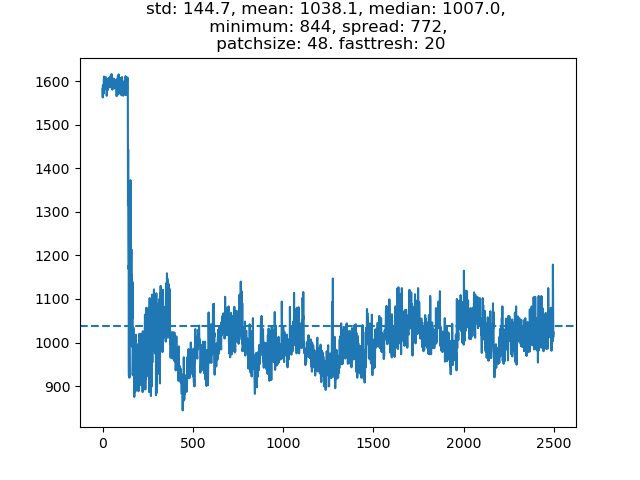 std: 144.7, mean: 1038.1, median: 1007.0,
minimum: 844, spread: 772,
patchsize: 48. fasttresh: 20
1600
1500
1400
1300
1200
1100
1000
900
0 500 1000 1500 2000 2500